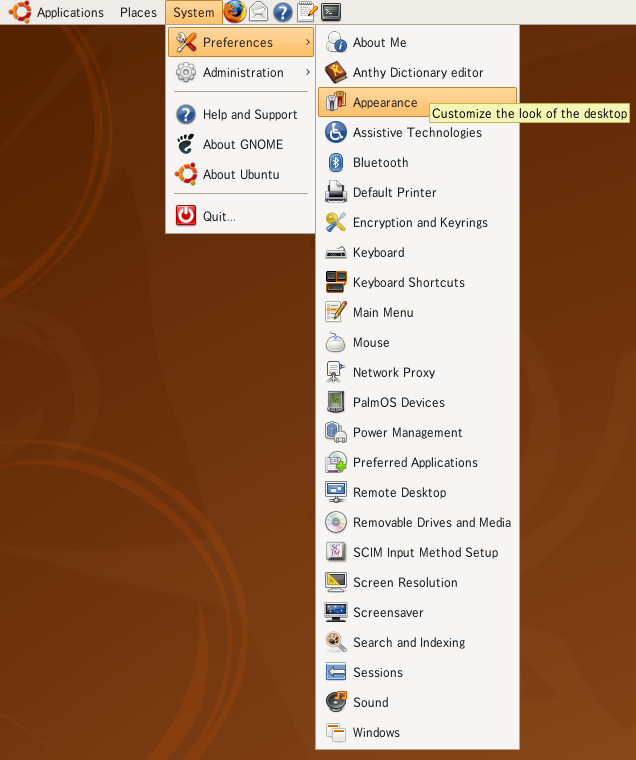 Applications Places System
Preferences
Administration
Help and Support
About GNOME
About Ubuntu
Quit...
About Me
Anthy Dictionary editor
Appearance
Customize the look of the desktop
Assistive Technologies
Bluetooth
Default Printer
Encryption and Keyrings
Keyboard
Keyboard Shortcuts
Main Menu
Mouse
Network Proxy
PalmOS Devices
Power Management
Preferred Applications
Remote Desktop
Removable Drives and Media
SCIM Input Method Setup
Screen Resolution
Screensaver
Search and Indexing
Sessions
Sound
Windows